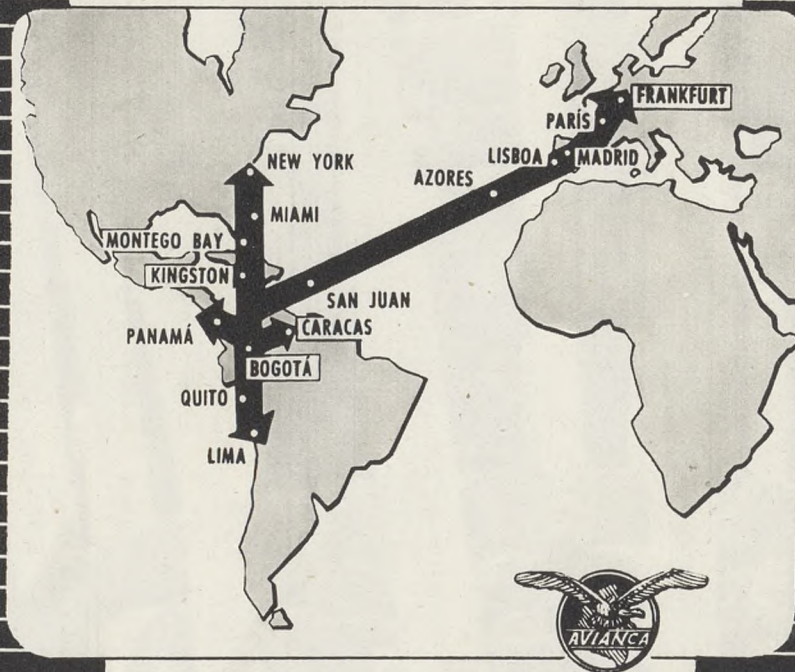 FRANKFURT
PARÍS
LISBOA
MADRID
AZORES
NEW YORK
MIAMI
MONTEGO BAY
KINGSTON
SAN JUAN
PANAMÁ
CARACAS
BOGOTÁ
QUITO
LIMA
AVIANCA